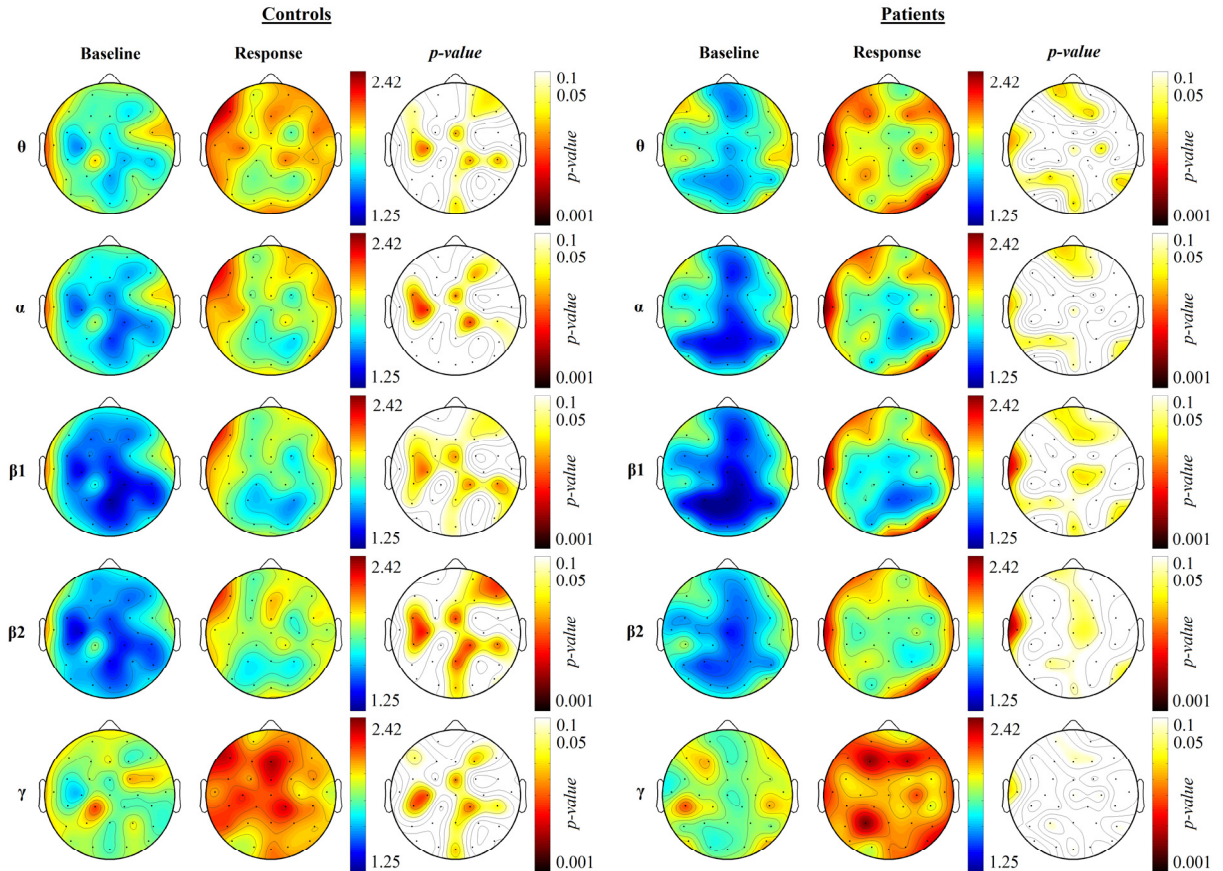 Controls Patients
Baseline Response p-value Baseline Response p-value
θ 2.42 1.25 0.1 0.05 0.001 p-value θ 2.42 1.25 0.1 0.05 0.001 p-value
α 2.42 1.25 0.1 0.05 0.001 p-value α 2.42 1.25 0.1 0.05 0.001 p-value
β1 2.42 1.25 0.1 0.05 0.001 p-value β1 2.42 1.25 0.1 0.05 0.001 p-value
β2 2.42 1.25 0.1 0.05 0.001 p-value β2 2.42 1.25 0.1 0.05 0.001 p-value
γ 2.42 1.25 0.1 0.05 0.001 p-value γ 2.42 1.25 0.1 0.05 0.001 p-value